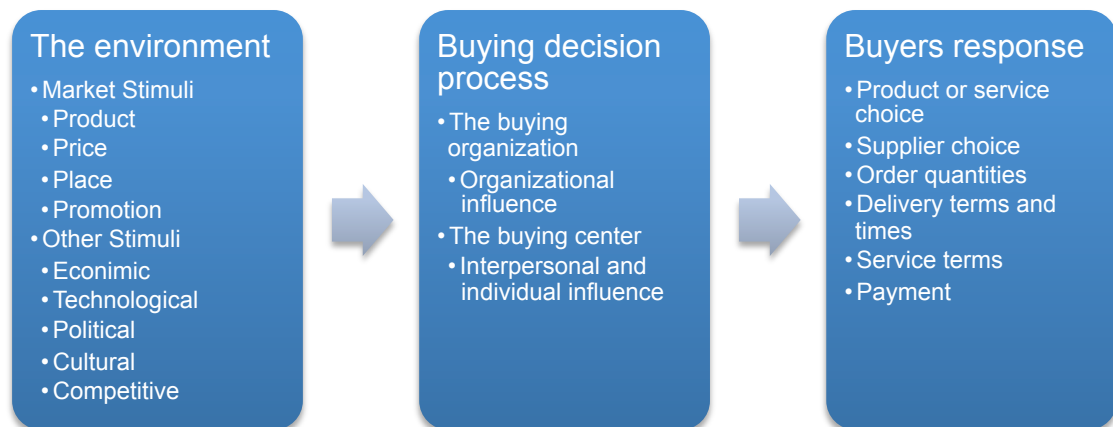 The environment
• Market Stimuli
• Product
• Price
• Place
• Promotion
• Other Stimuli
• Econimic
• Technological
• Political
• Cultural
• Competitive
Buying decision
process
• The buying
organization
• Organizational
influence
• The buying center
• Interpersonal and
individual influence
Buyers response
• Product or service
choice
• Supplier choice
• Order quantities
• Delivery terms and
times
• Service terms
• Payment